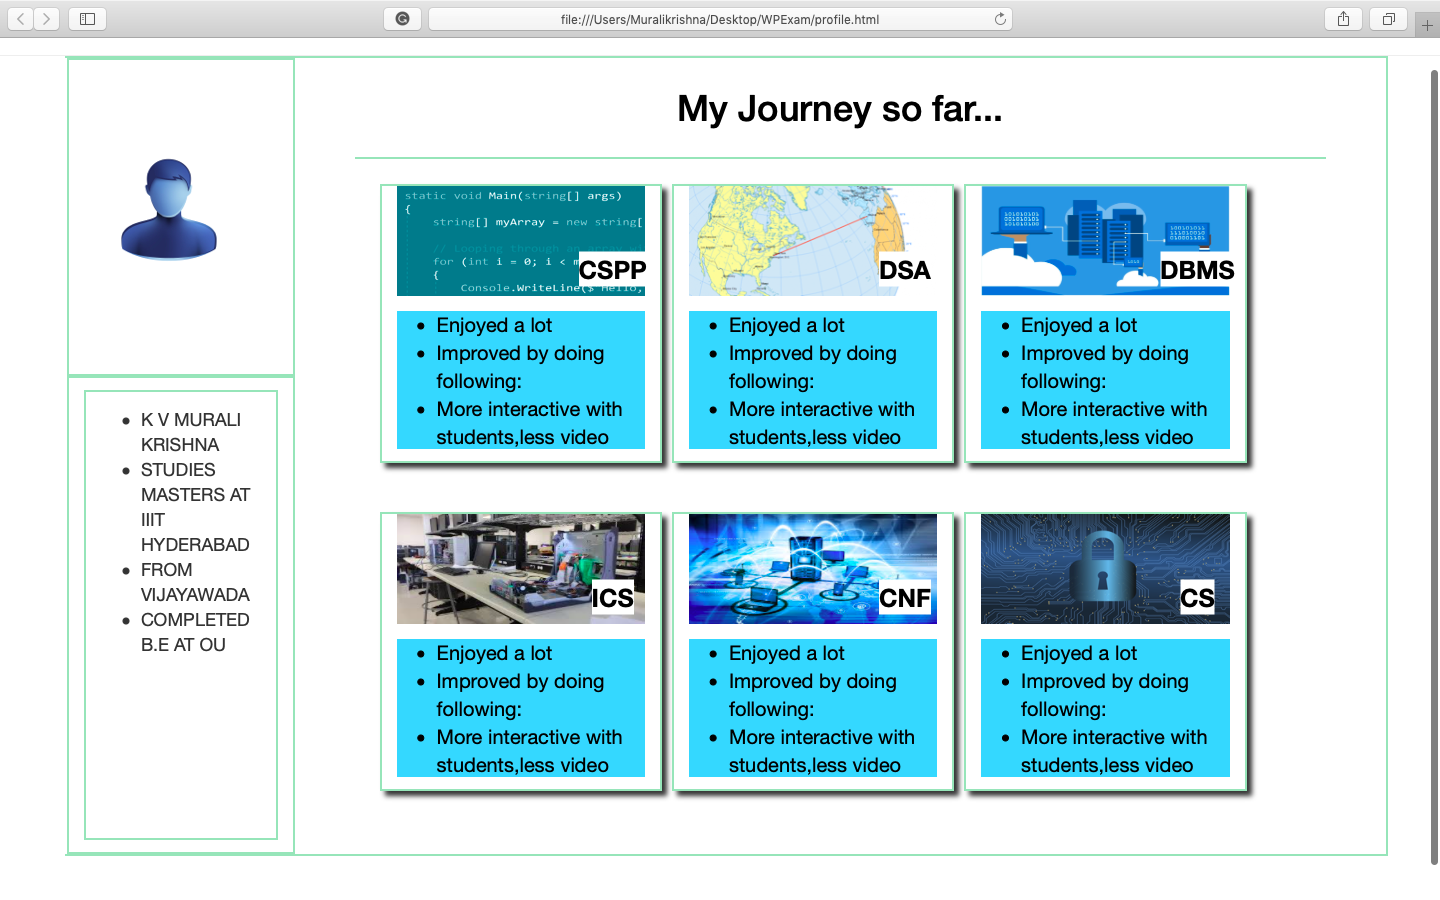 file:///Users/Muralikrishna/Desktop/WPExam/profile.html
My Journey so far...
K V MURALI
KRISHNA
STUDIES
MASTERS AT
IIIT
HYDERABAD
FROM
VIJAYAWADA
COMPLETED
B.E AT OU
static void Main(string[] args)
{
string[] myArray = new string[
for (int i = 0; i <
{
Console.WriteLine($
CSPP
Enjoyed a lot
Improved by doing
following:
More interactive with
students,less video
DSA
Enjoyed a lot
Improved by doing
following:
More interactive with
students,less video
DBMS
Enjoyed a lot
Improved by doing
following:
More interactive with
students,less video
ICS
Enjoyed a lot
Improved by doing
following:
More interactive with
students,less video
CNF
Enjoyed a lot
Improved by doing
following:
More interactive with
students,less video
CS
Enjoyed a lot
Improved by doing
following:
More interactive with
students,less video